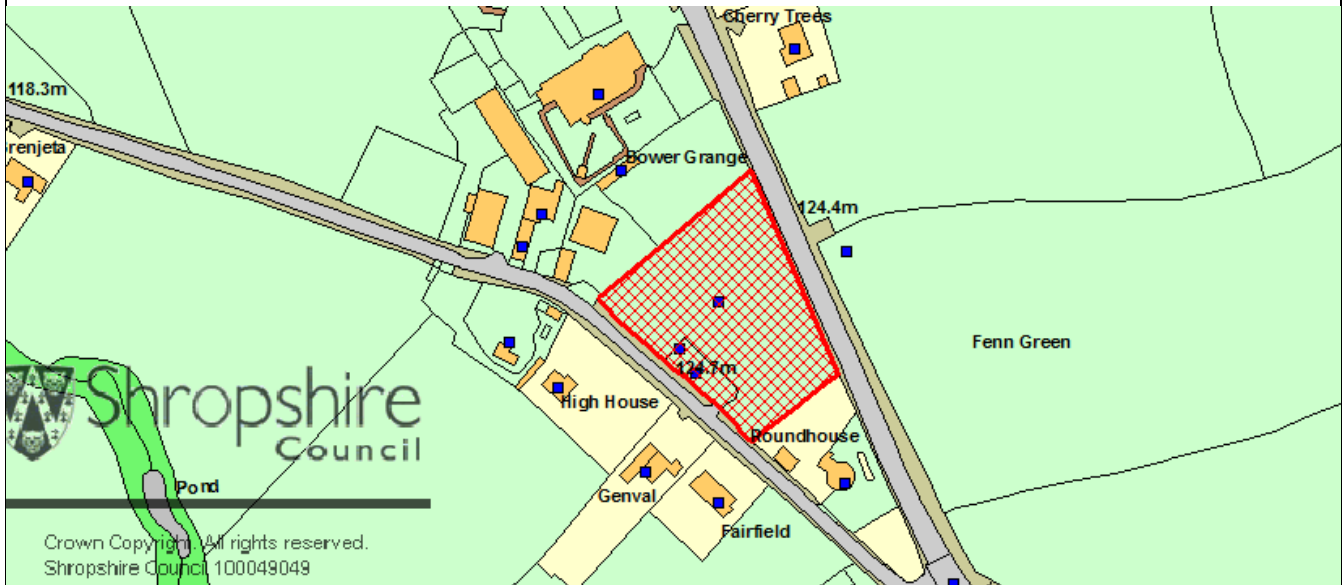 Cherry Trees
118.3m
Bower Grange
124.4m
Fenn Green
124.7m
High House
Roundhouse
Shropshire
Council
Pond
Genval
Fairfield
Crown Copyright. All rights reserved.
Shropshire Council 100049049